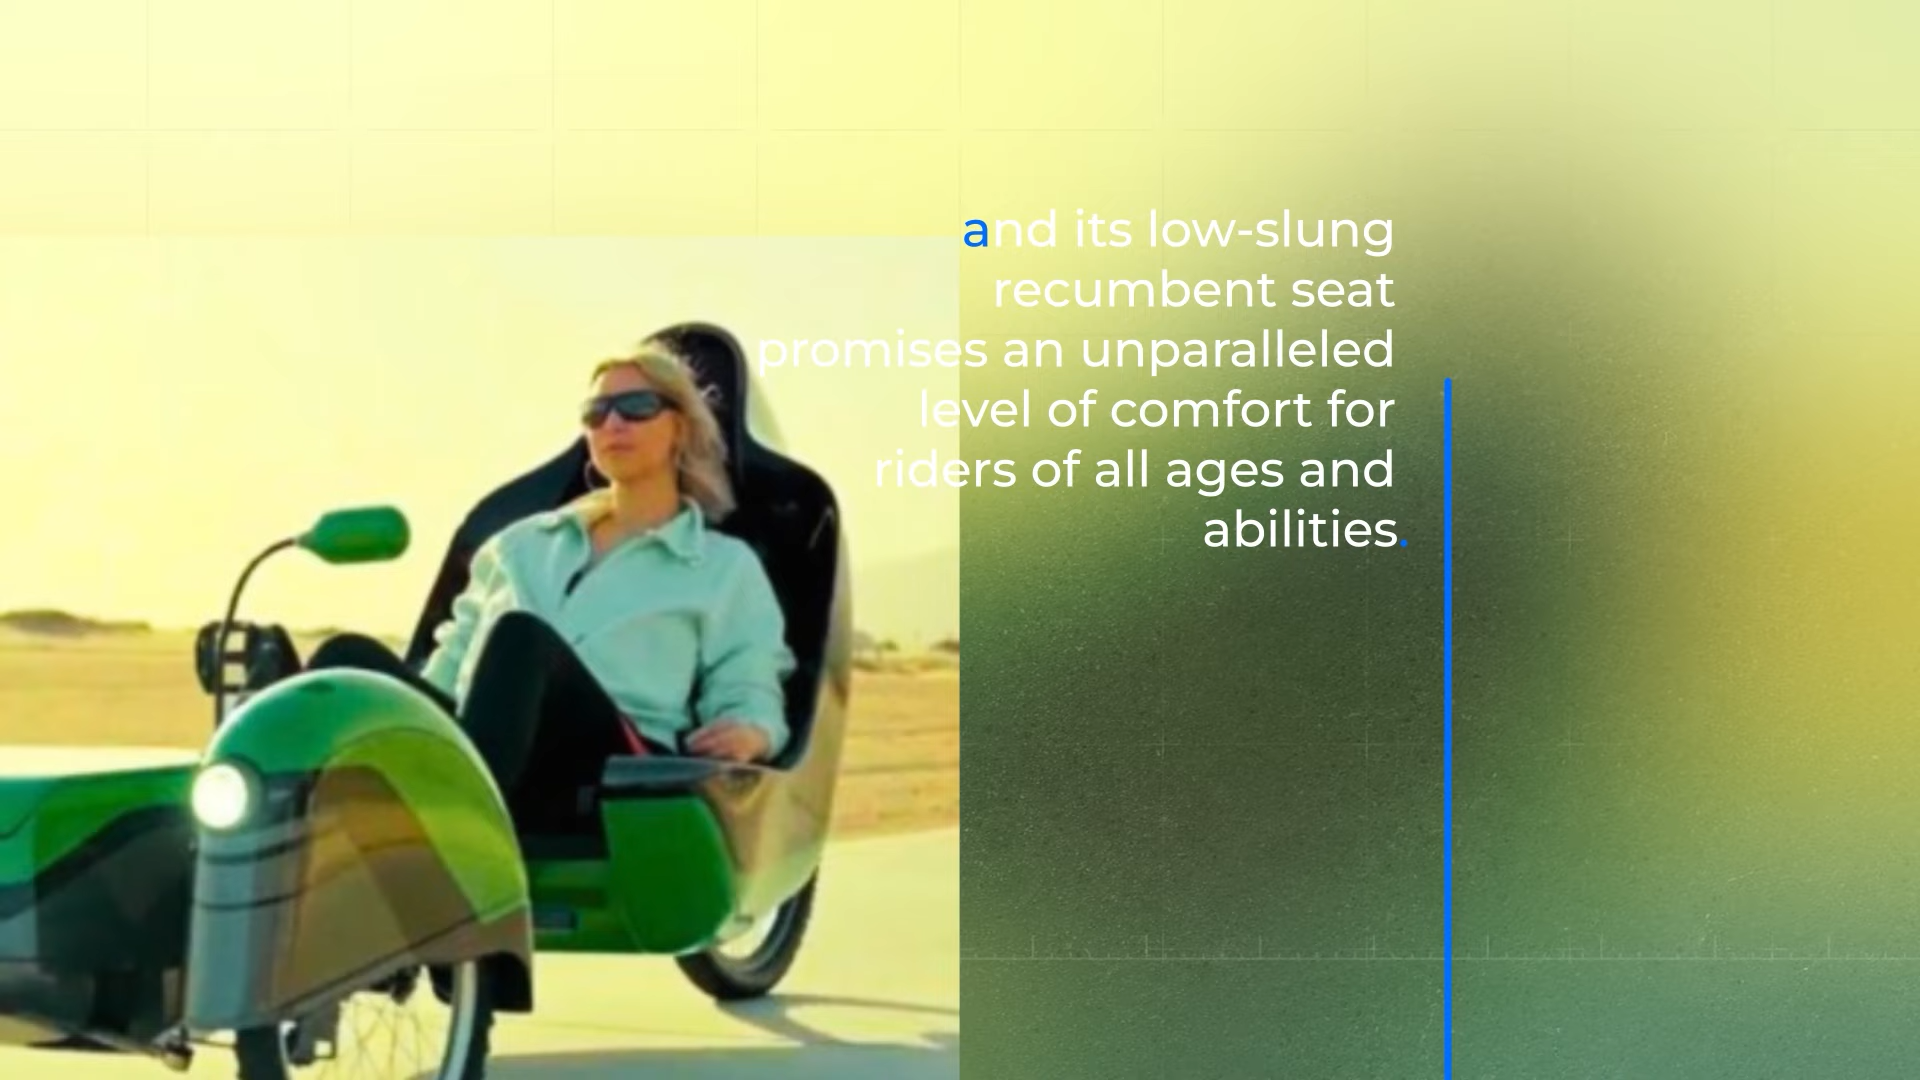 and its low-slung
recumbent seat
promises an unparalleled
level of comfort for
riders of all ages and
abilities.